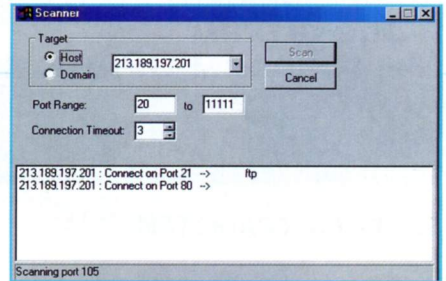 Scanner
Target
Host
Domain
213.189.197.201
Scan
Cancel
Port Range: 20 to 11111
Connection Timeout: 3
213.189.197.201 : Connect on Port 21 --> ftp
213.189.197.201 : Connect on Port 80 -->
Scanning port 105